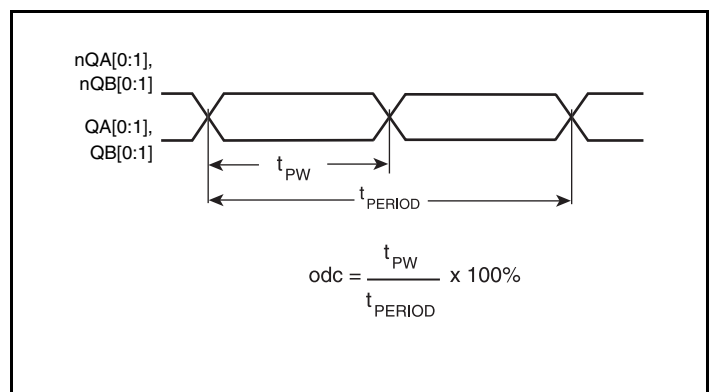 nQA[0:1],
nQB[0:1]
QA[0:1],
QB[0:1]
tPW
tPERIOD
odc = tPW / tPERIOD x 100%